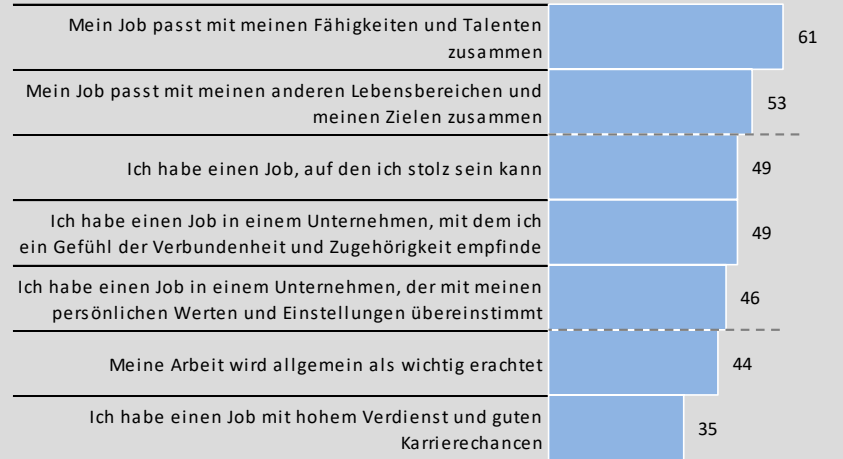 Mein Job passt mit meinen Fähigkeiten und Talenten
zusammen
61
Mein Job passt mit meinen anderen Lebensbereichen und
meinen Zielen zusammen
53
Ich habe einen Job, auf den ich stolz sein kann
49
Ich habe einen Job in einem Unternehmen, mit dem ich
ein Gefühl der Verbundenheit und Zugehörigkeit empfinde
49
Ich habe einen Job in einem Unternehmen, der mit meinen
persönlichen Werten und Einstellungen übereinstimmt
46
Meine Arbeit wird allgemein als wichtig erachtet
44
Ich habe einen Job mit hohem Verdienst und guten
Karrierechancen
35